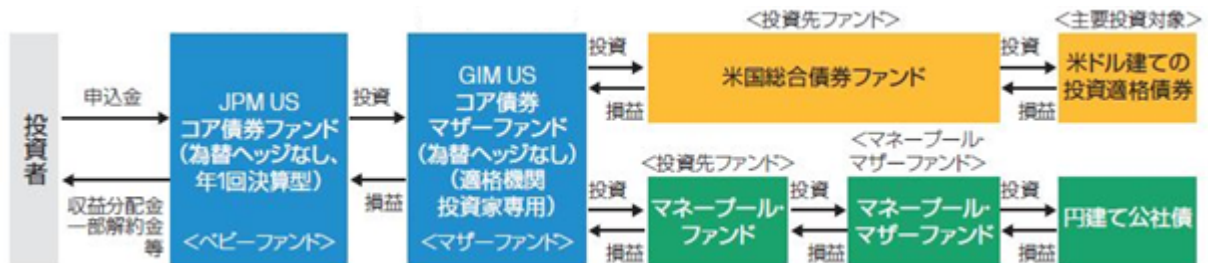 投資者
申込金
収益分配金
一部解約金
等
JPM US
コア債券ファンド
(為替ヘッジなし、
年1回決算型)
<ベビーファンド>
投資
損益
GIM US
コア債券
マザーファンド
(為替ヘッジなし)
(適格機関
投資家専用)
<マザーファンド>
投資
損益
<投資先ファンド>
米国総合債券ファンド
投資
損益
<主要投資対象>
米ドル建ての
投資適格債券
投資
損益
<投資先ファンド>
マネープール・
ファンド
投資
損益
<マネープール・
マザーファンド>
マネープール・
マザーファンド
投資
損益
円建て公社債